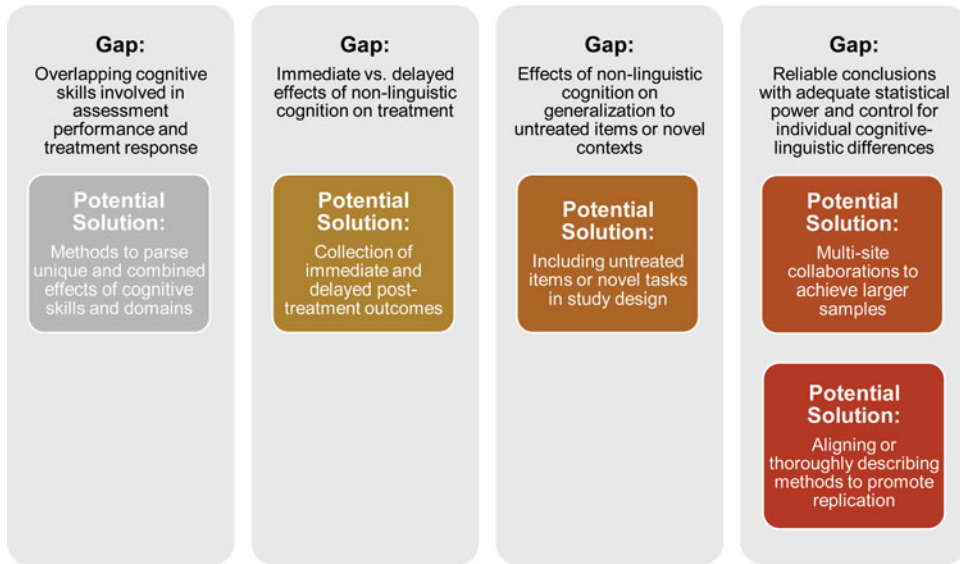 Gap:
Overlapping cognitive
skills involved in
assessment
performance and
treatment response
Potential
Solution:
Methods to parse
unique and combined
effects of cognitive
skills and domains
Gap:
Immediate vs. delayed
effects of non-linguistic
cognition on treatment
Potential
Solution:
Collection of
immediate and
delayed post-
treatment outcomes
Gap:
Effects of non-linguistic
cognition on
generalization to
untreated items or novel
contexts
Potential
Solution:
Including untreated
items or novel tasks
in study design
Gap:
Reliable conclusions
with adequate statistical
power and control for
individual cognitive-
linguistic differences
Potential
Solution:
Multi-site
collaborations to
achieve larger
samples
Potential
Solution:
Aligning or
thoroughly describing
methods to promote
replication